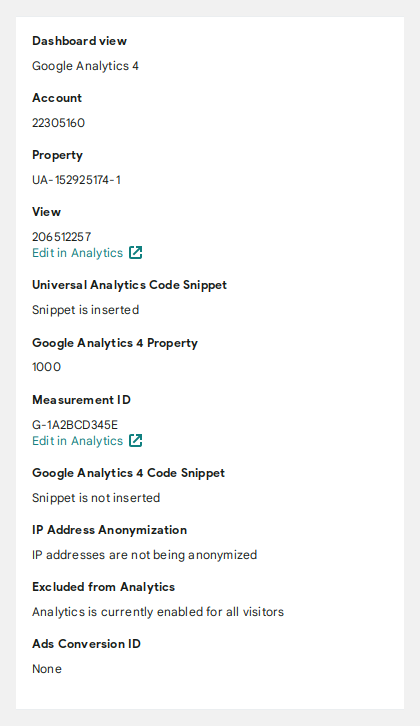 Dashboard view
Google Analytics 4
Account
22305160
Property
UA-152925174-1
View
206512257
Edit in Analytics
Universal Analytics Code Snippet
Snippet is inserted
Google Analytics 4 Property
1000
Measurement ID
G-1A2BCD345E
Edit in Analytics
Google Analytics 4 Code Snippet
Snippet is not inserted
IP Address Anonymization
IP addresses are not being anonymized
Excluded from Analytics
Analytics is currently enabled for all visitors
Ads Conversion ID
None